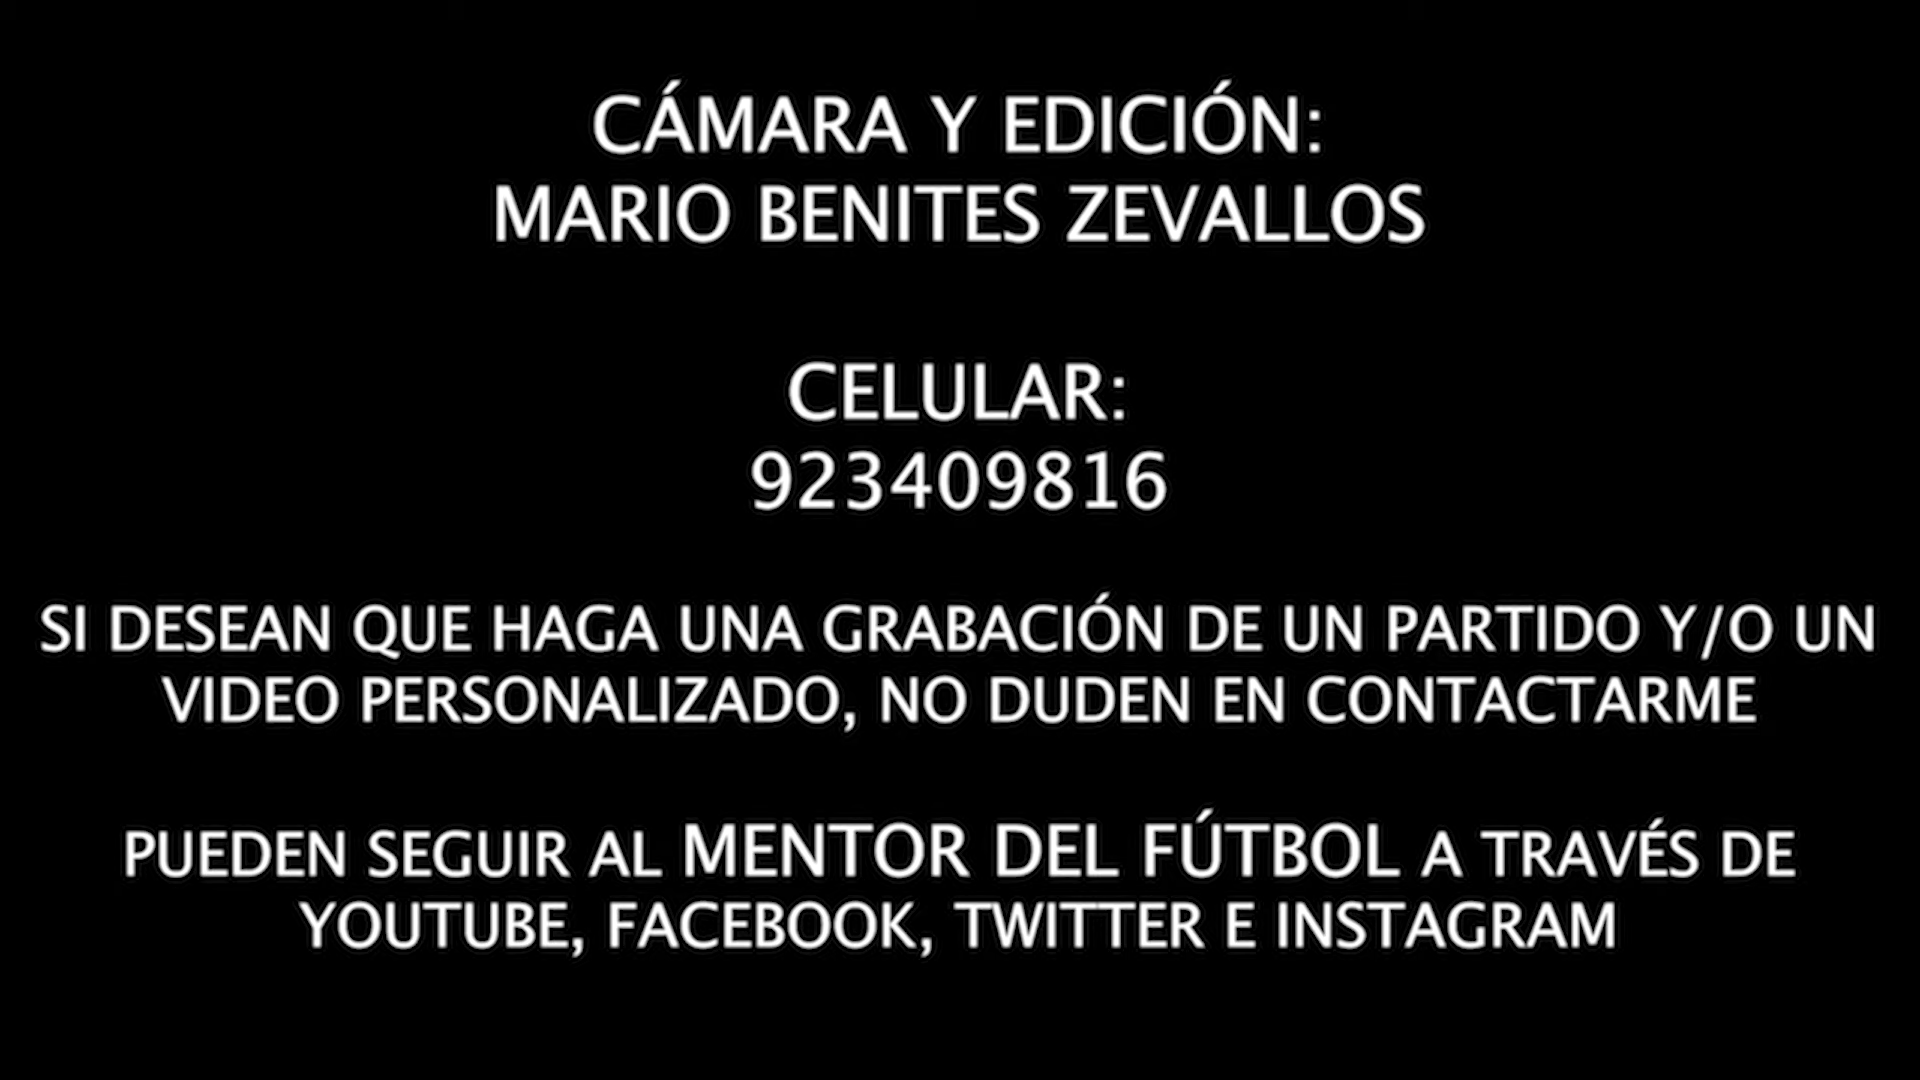 CÁMARA Y EDICIÓN:
MARIO BENITES ZEVALLOS
CELULAR:
923409816
SI DESEAN QUE HAGA UNA GRABACIÓN DE UN PARTIDO Y/O UN
VIDEO PERSONALIZADO, NO DUDEN EN CONTACTARME
PUEDEN SEGUIR AL MENTOR DEL FÚTBOL A TRAVÉS DE
YOUTUBE, FACEBOOK, TWITTER E INSTAGRAM